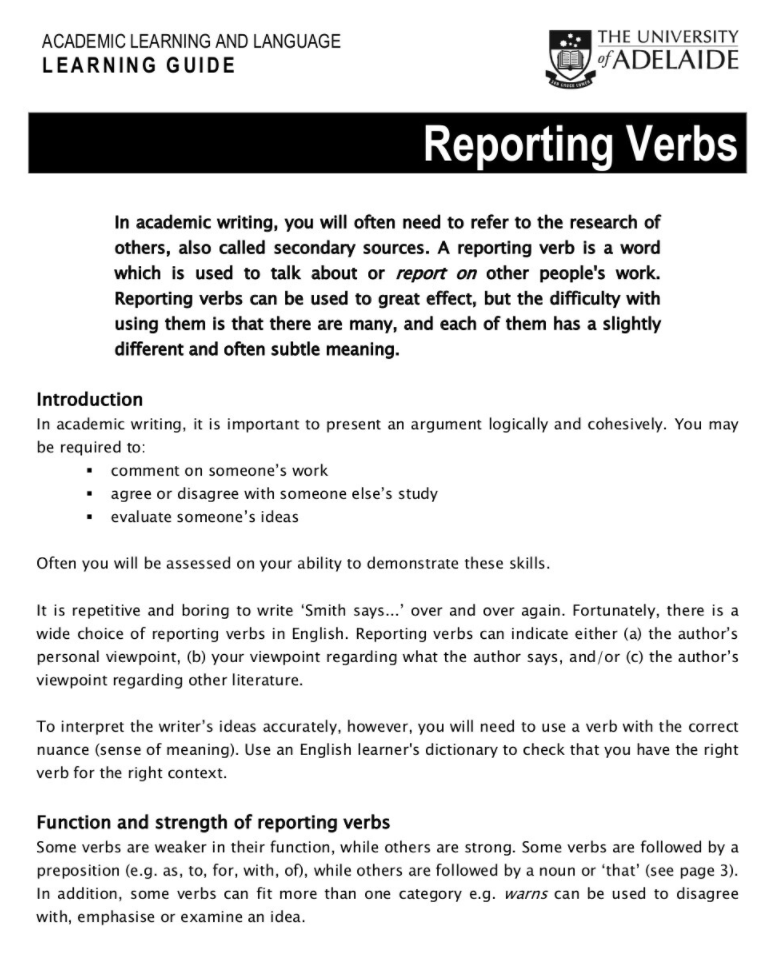 ACADEMIC LEARNING AND LANGUAGE
LEARNING GUIDE
THE UNIVERSITY
of ADELAIDE
Reporting Verbs
In academic writing, you will often need to refer to the research of
others, also called secondary sources. A reporting verb is a word
which is used to talk about or report on other people's work.
Reporting verbs can be used to great effect, but the difficulty with
using them is that there are many, and each of them has a slightly
different and often subtle meaning.
Introduction
In academic writing, it is important to present an argument logically and cohesively. You may
be required to:
▪ comment on someone’s work
▪ agree or disagree with someone else’s study
▪ evaluate someone’s ideas
Often you will be assessed on your ability to demonstrate these skills.
It is repetitive and boring to write ‘Smith says...’ over and over again. Fortunately, there is a
wide choice of reporting verbs in English. Reporting verbs can indicate either (a) the author’s
personal viewpoint, (b) your viewpoint regarding what the author says, and/or (c) the author’s
viewpoint regarding other literature.
To interpret the writer’s ideas accurately, however, you will need to use a verb with the correct
nuance (sense of meaning). Use an English learner's dictionary to check that you have the right
verb for the right context.
Function and strength of reporting verbs
Some verbs are weaker in their function, while others are strong. Some verbs are followed by a
preposition (e.g. as, to, for, with, of), while others are followed by a noun or ‘that’ (see page 3).
In addition, some verbs can fit more than one category e.g. warns can be used to disagree
with, emphasise or examine an idea.